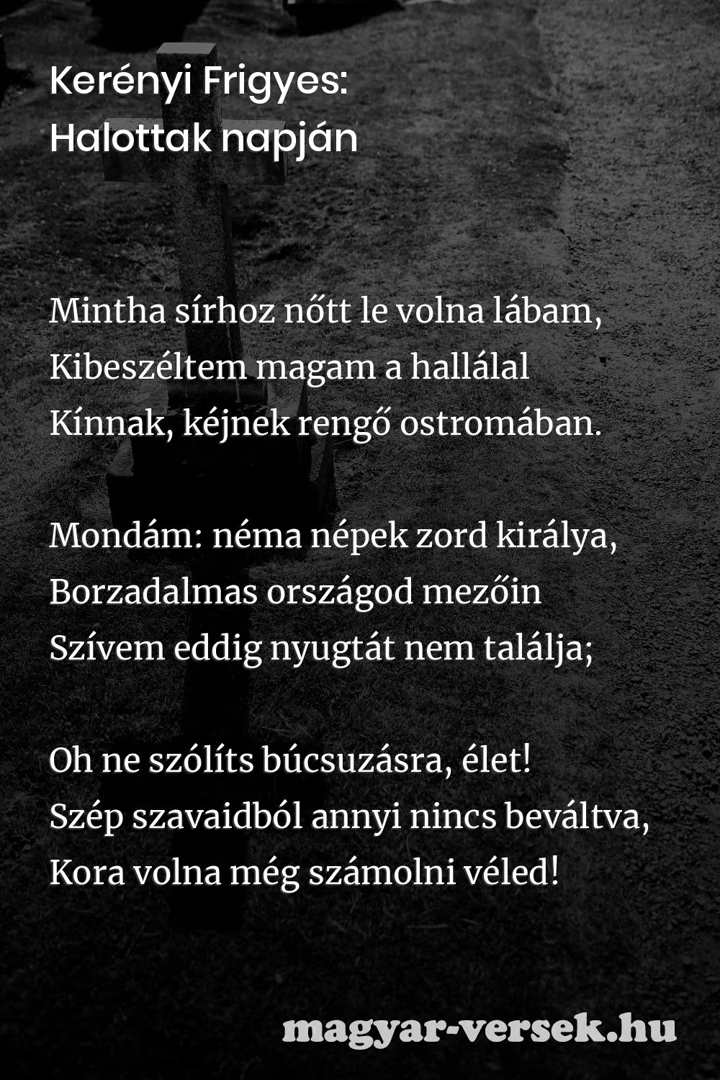 Kerényi Frigyes:
Halottak napján
Mintha sírhoz nőtt le volna lábam,
Kibeszéltem magam a hallálal
Kínnak, kéjnek rengő ostromában.
Mondám: néma népek zord királya,
Borzadalmas országod mezőin
Szívem eddig nyugtát nem találja;
Oh ne szólíts búcsuzásra, élet!
Szép szavaidból annyi nincs beváltva,
Kora volna még számolni véled!
magyar-versek.hu